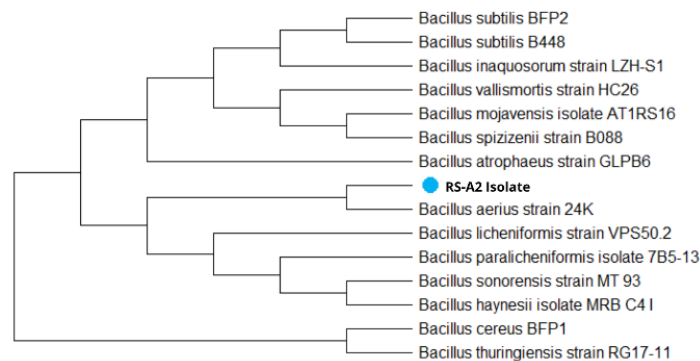 Bacillus subtilis BFP2
Bacillus subtilis B448
Bacillus inaquosorum strain LZH-S1
Bacillus vallismortis strain HC26
Bacillus mojavensis isolate AT1RS16
Bacillus spizizenii strain B088
Bacillus atrophaeus strain GLPB6
RS-A2 Isolate
Bacillus aerius strain 24K
Bacillus licheniformis strain VPS50.2
Bacillus paralicheniformis isolate 7B5-13
Bacillus sonorensis strain MT 93
Bacillus haynesii isolate MRB C4 I
Bacillus cereus BFP1
Bacillus thuringiensis strain RG17-11